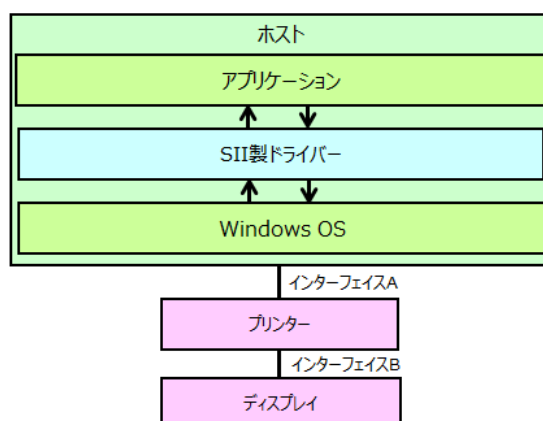 ホスト
アプリケーション
SII製ドライバー
Windows OS
インターフェイスA
プリンター
インターフェイスB
ディスプレイ